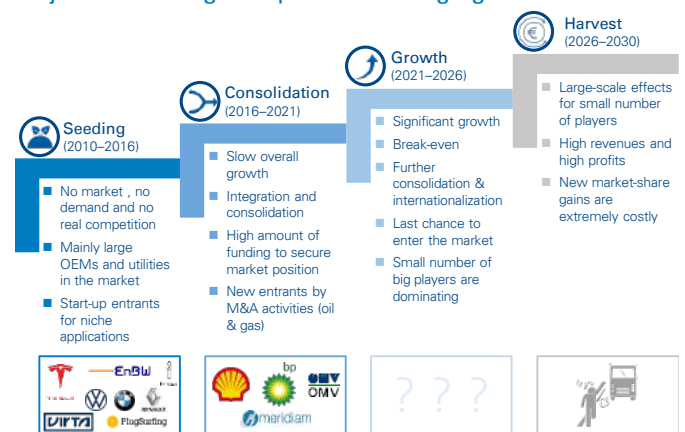 Harvest
(2026–2030)
Growth
(2021–2026)
Consolidation
(2016–2021)
Seeding
(2010–2016)
No market , no
demand and no
real competition
Mainly large
OEMs and utilities
in the market
Start-up entrants
for niche
applications
Slow overall
growth
Integration and
consolidation
High amount of
funding to secure
market position
New entrants by
M&A activities (oil
& gas)
Significant growth
Break-even
Further
consolidation &
internationalization
Last chance to
enter the market
Small number of
big players are
dominating
Large-scale effects
for small number
of players
High revenues and
high profits
New market-share
gains are
extremely costly
EnBW
TESLA
RENAULT
VIRTA
PlugSurfing
bp
OMV
OMV
meridiam
? ? ?
€